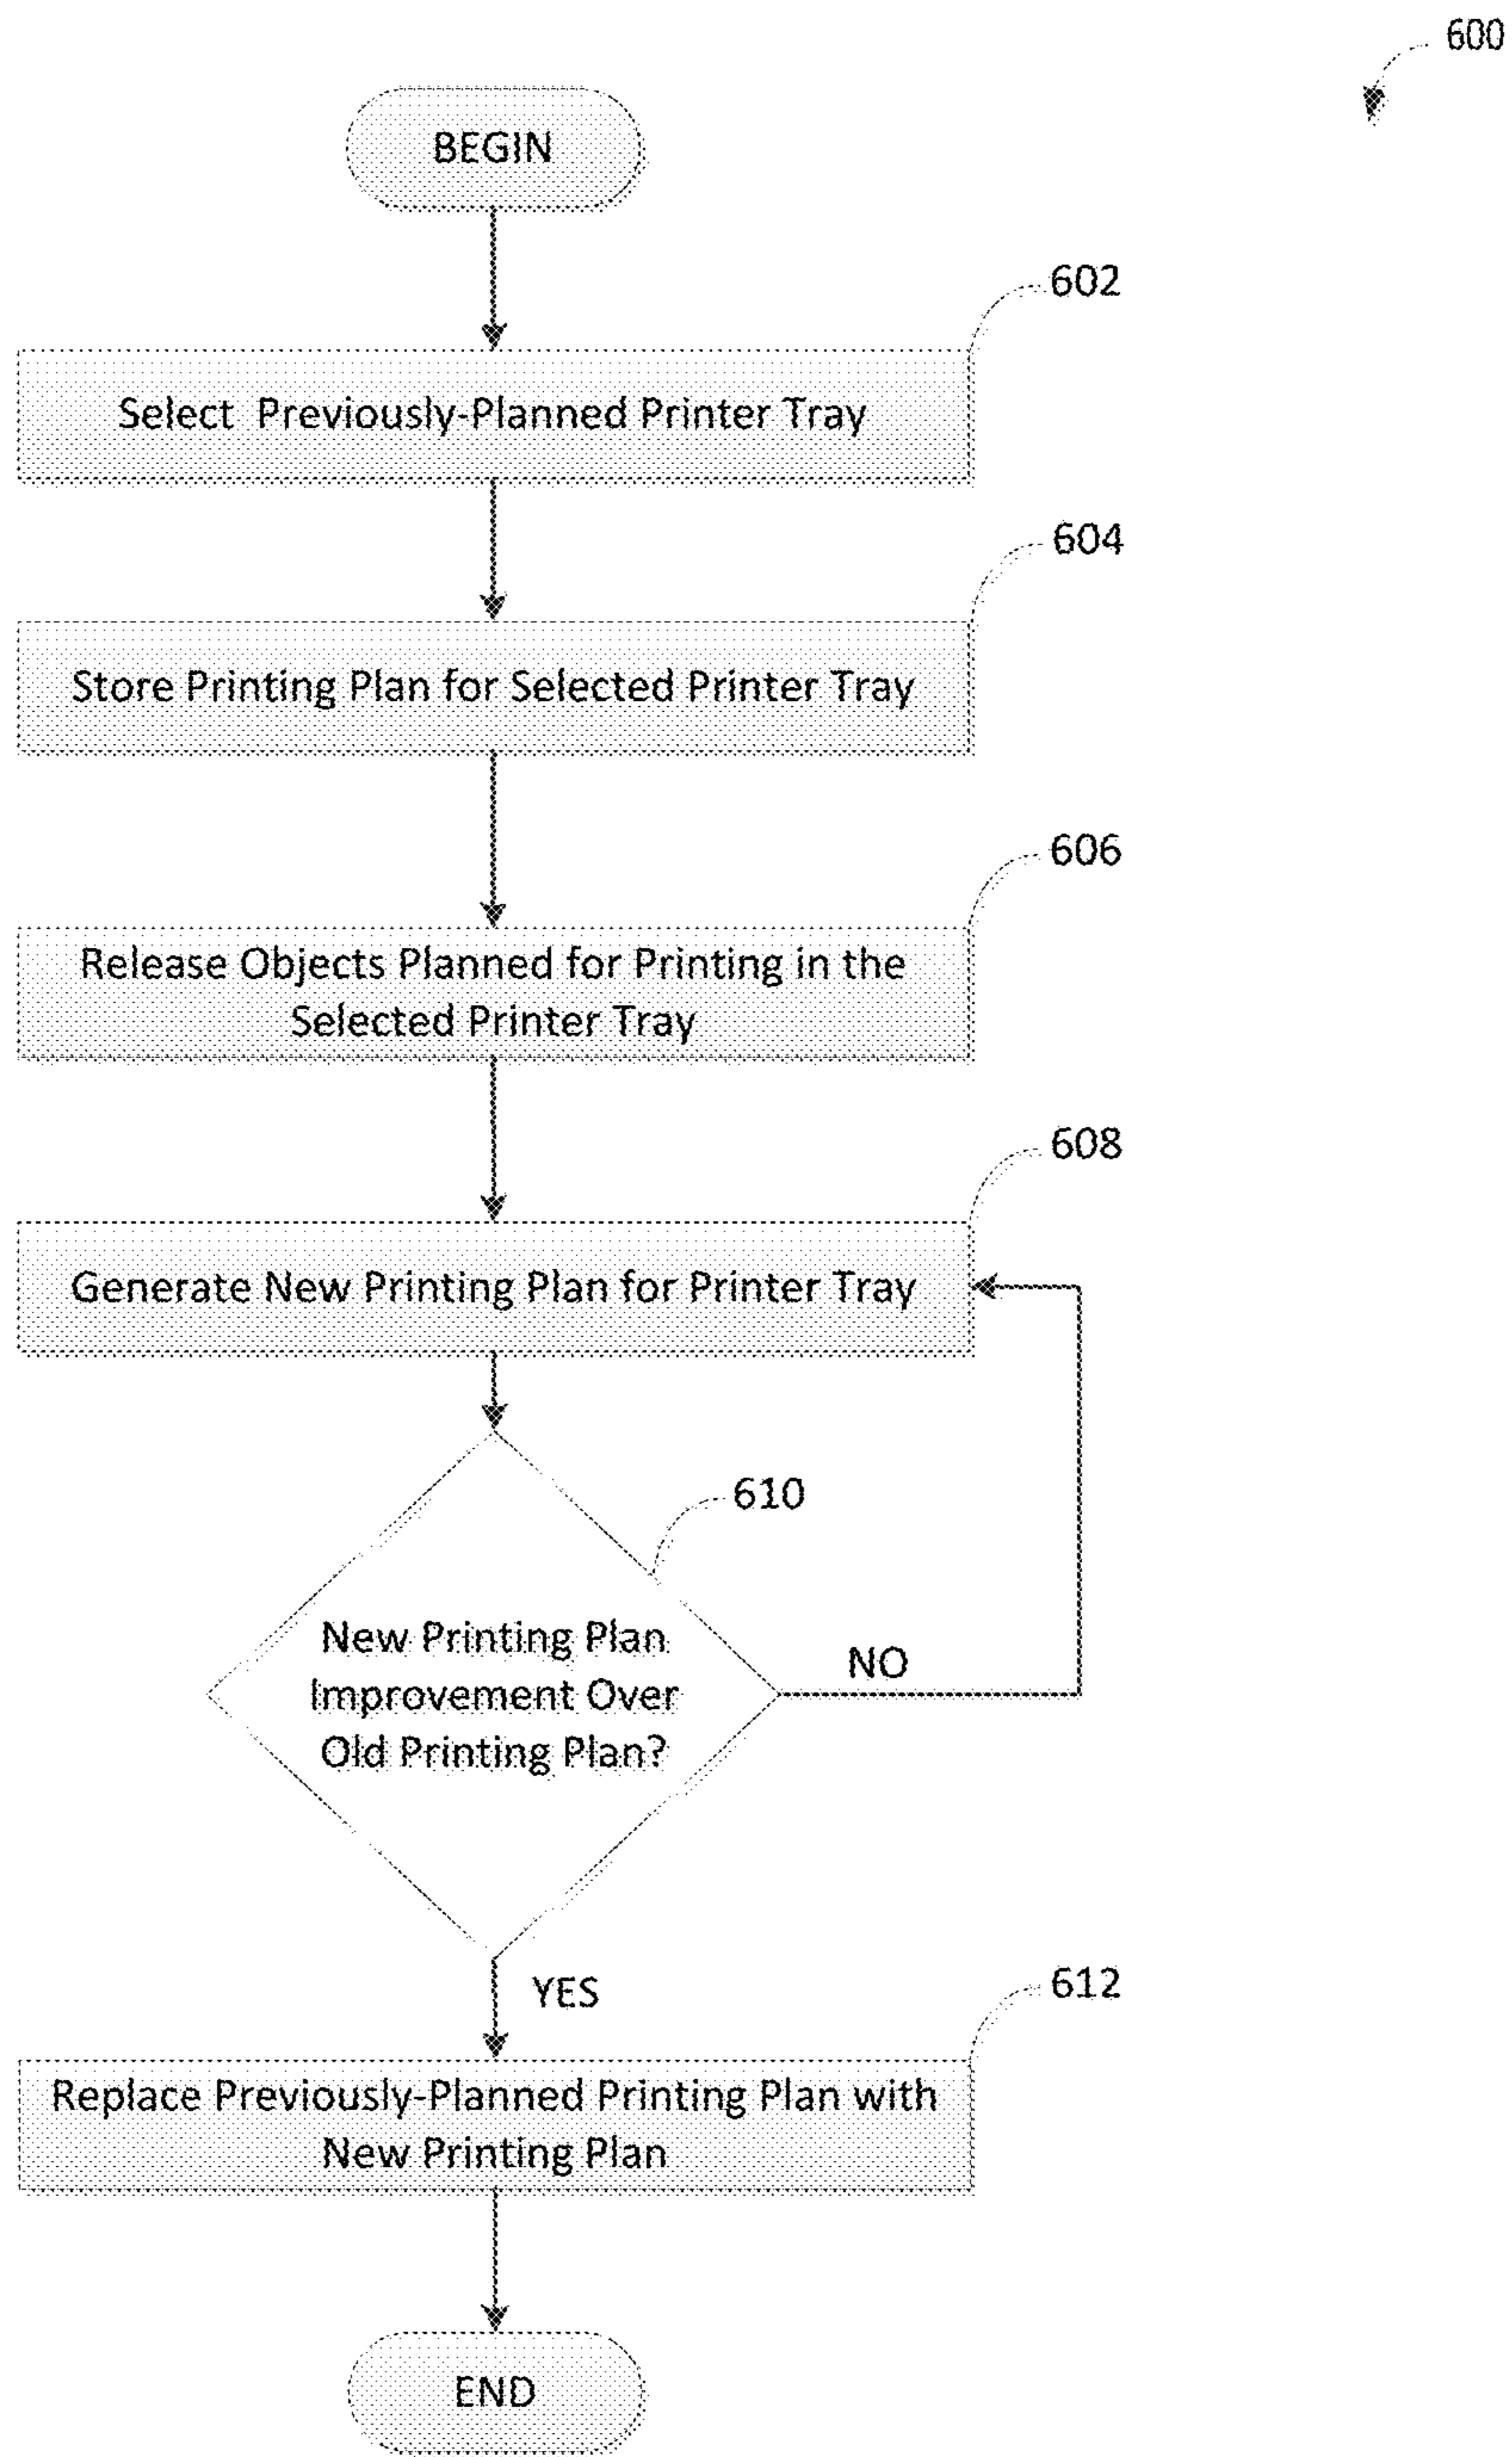 600
BEGIN
602
Select Previously-Planned Printer Tray
604
Store Printing Plan for Selected Printer Tray
606
Release Objects Planned for Printing in the
Selected Printer Tray
608
Generate New Printing Plan for Printer Tray
610
New Printing Plan
Improvement Over
Old Printing Plan?
NO
YES
612
Replace Previously-Planned Printing Plan with
New Printing Plan
END